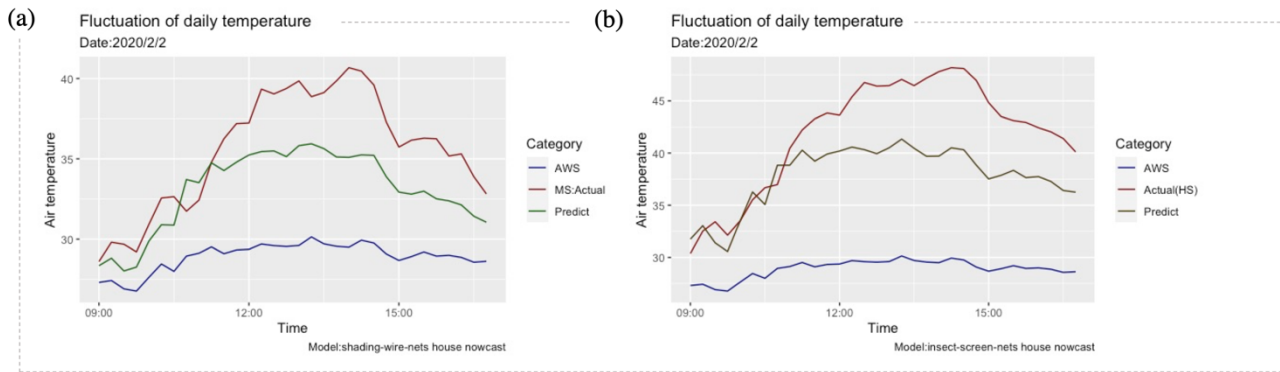 (a)
Fluctuation of daily temperature
Date:2020/2/2
40
35
30
Air temperature
09:00
12:00
15:00
Time
Category
AWS
MS:Actual
Predict
Model:shading-wire-nets house nowcast
(b)
Fluctuation of daily temperature
Date:2020/2/2
45
40
35
30
Air temperature
09:00
12:00
15:00
Time
Category
AWS
Actual(HS)
Predict
Model:insect-screen-nets house nowcast